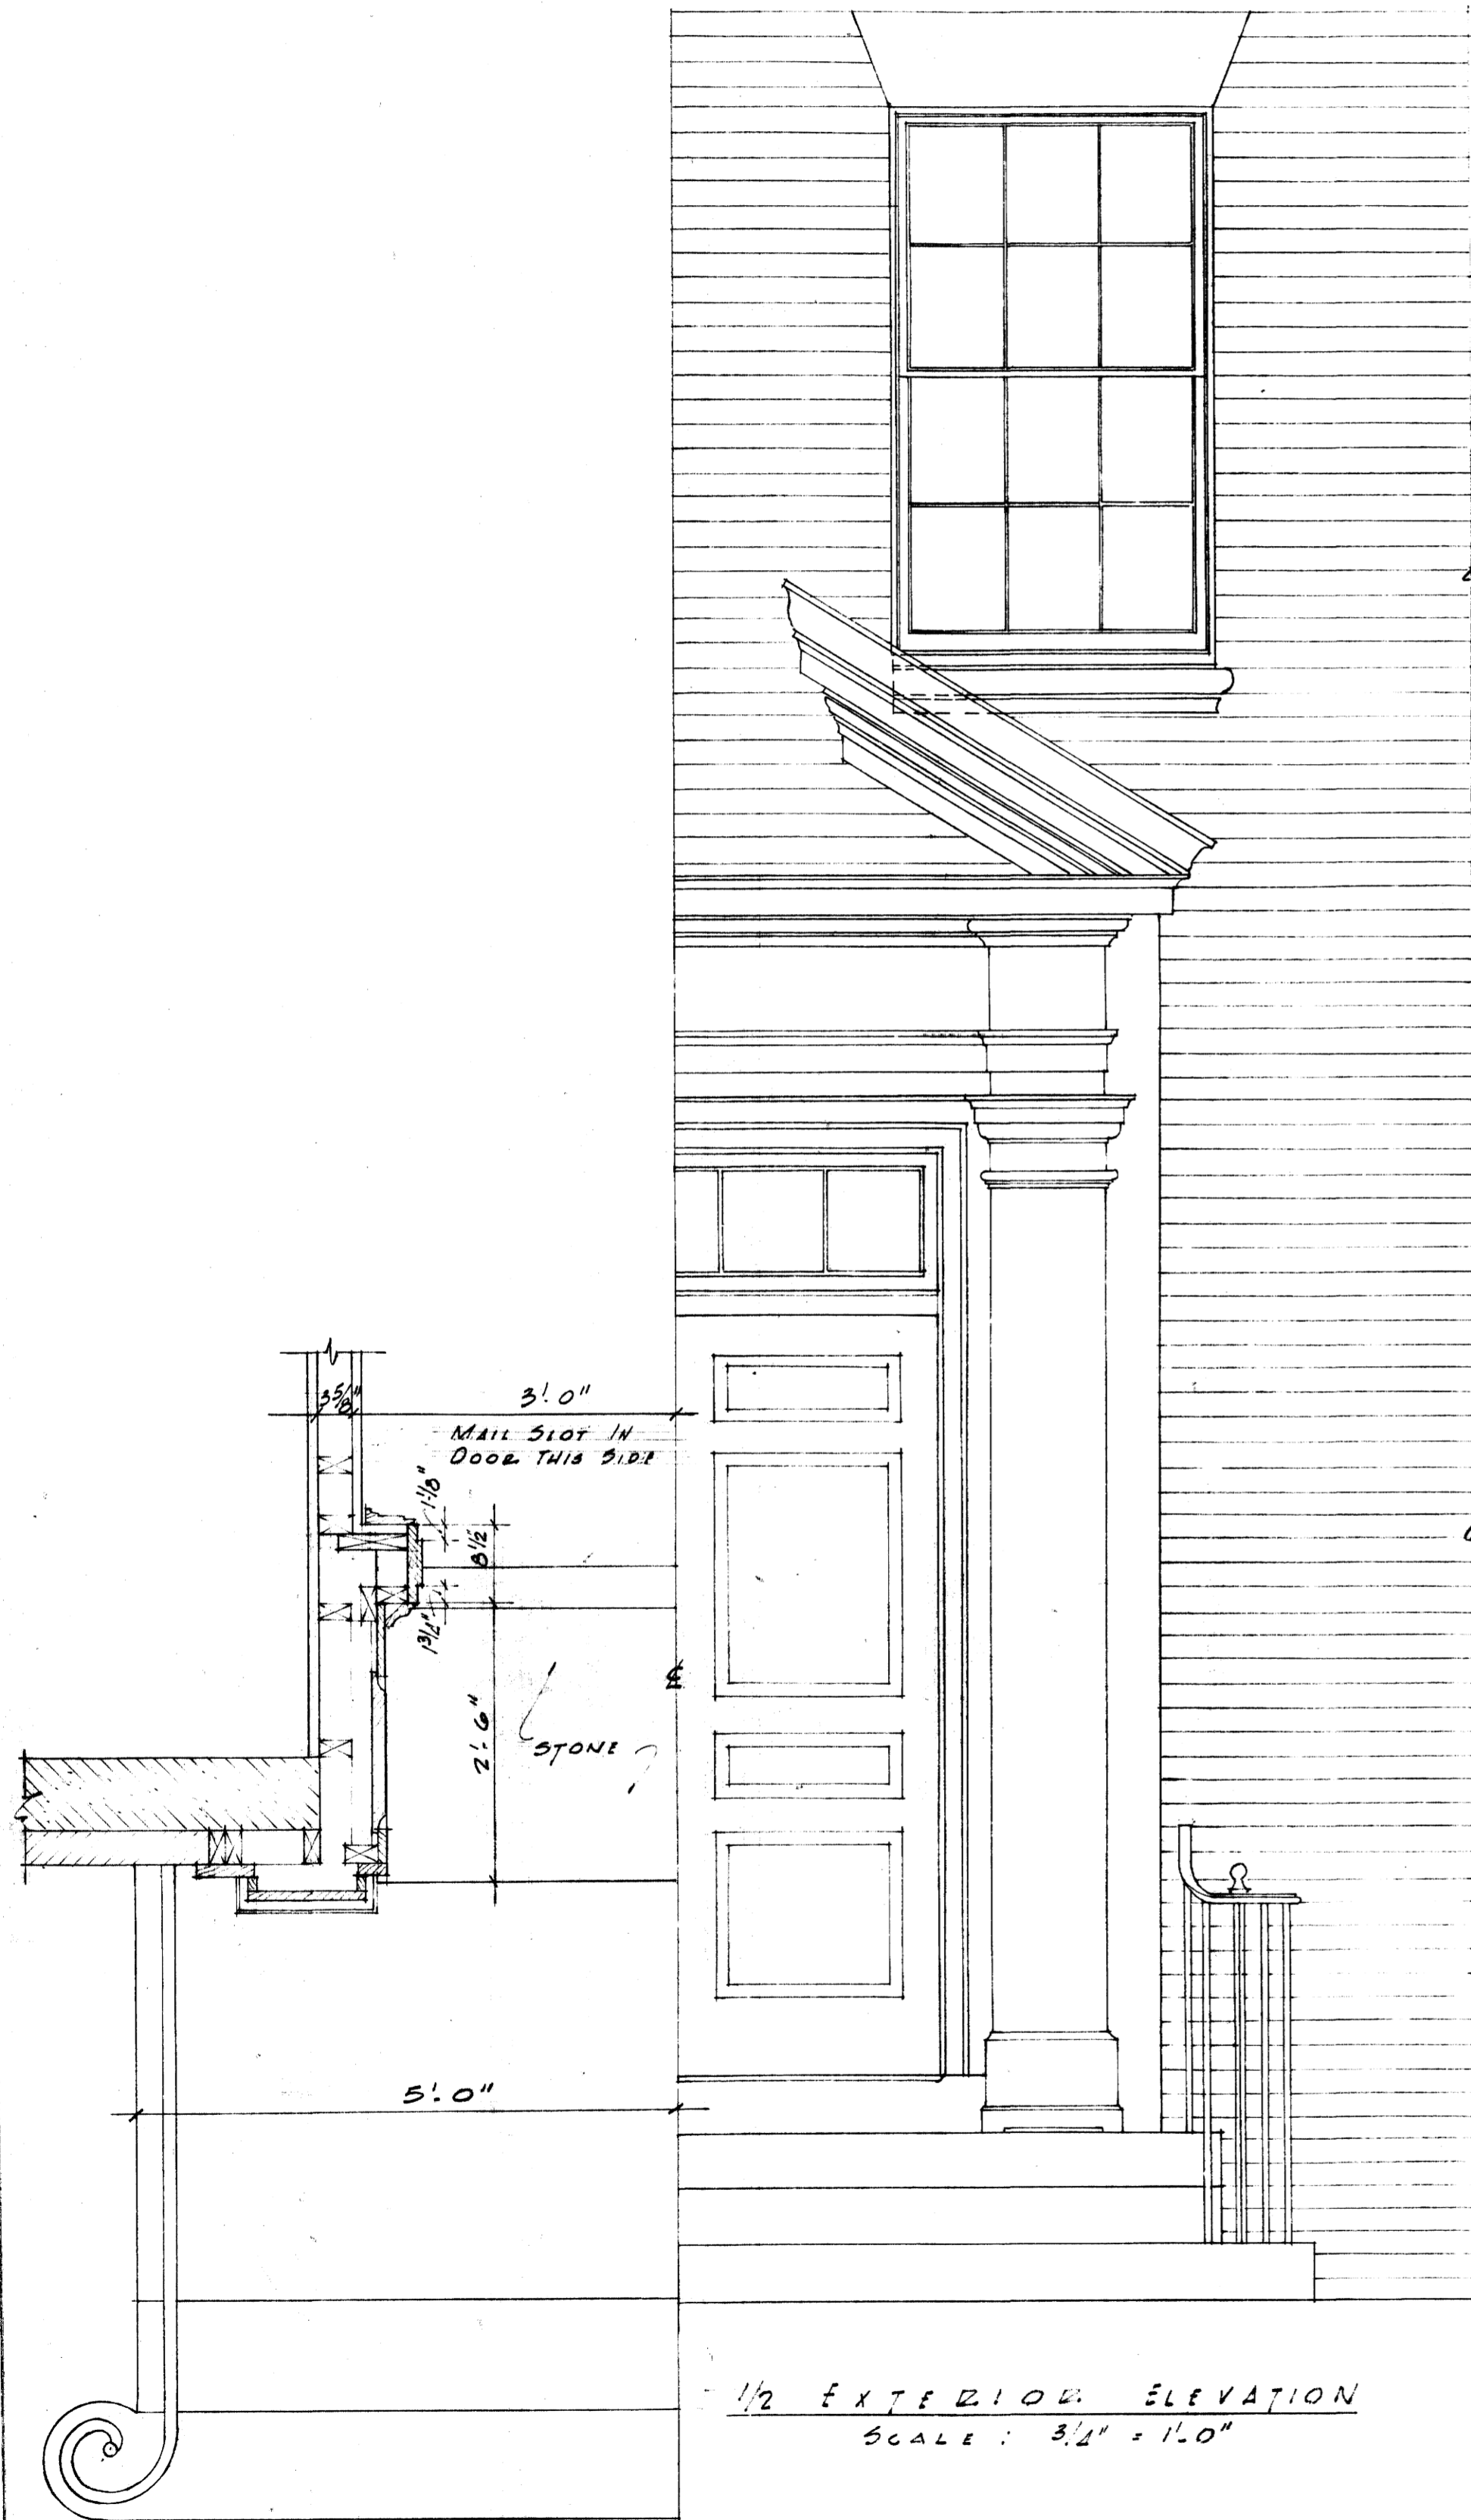 3 5/8"
3'.0"
MAIL SLOT IN
DOOR THIS SIDE
1 1/8"
8 1/2
1 3/4"
2'.6"
STONE ?
℄
5'.0"
1/2 EXTERIOR ELEVATION
SCALE : 3/4" = 1'-0"